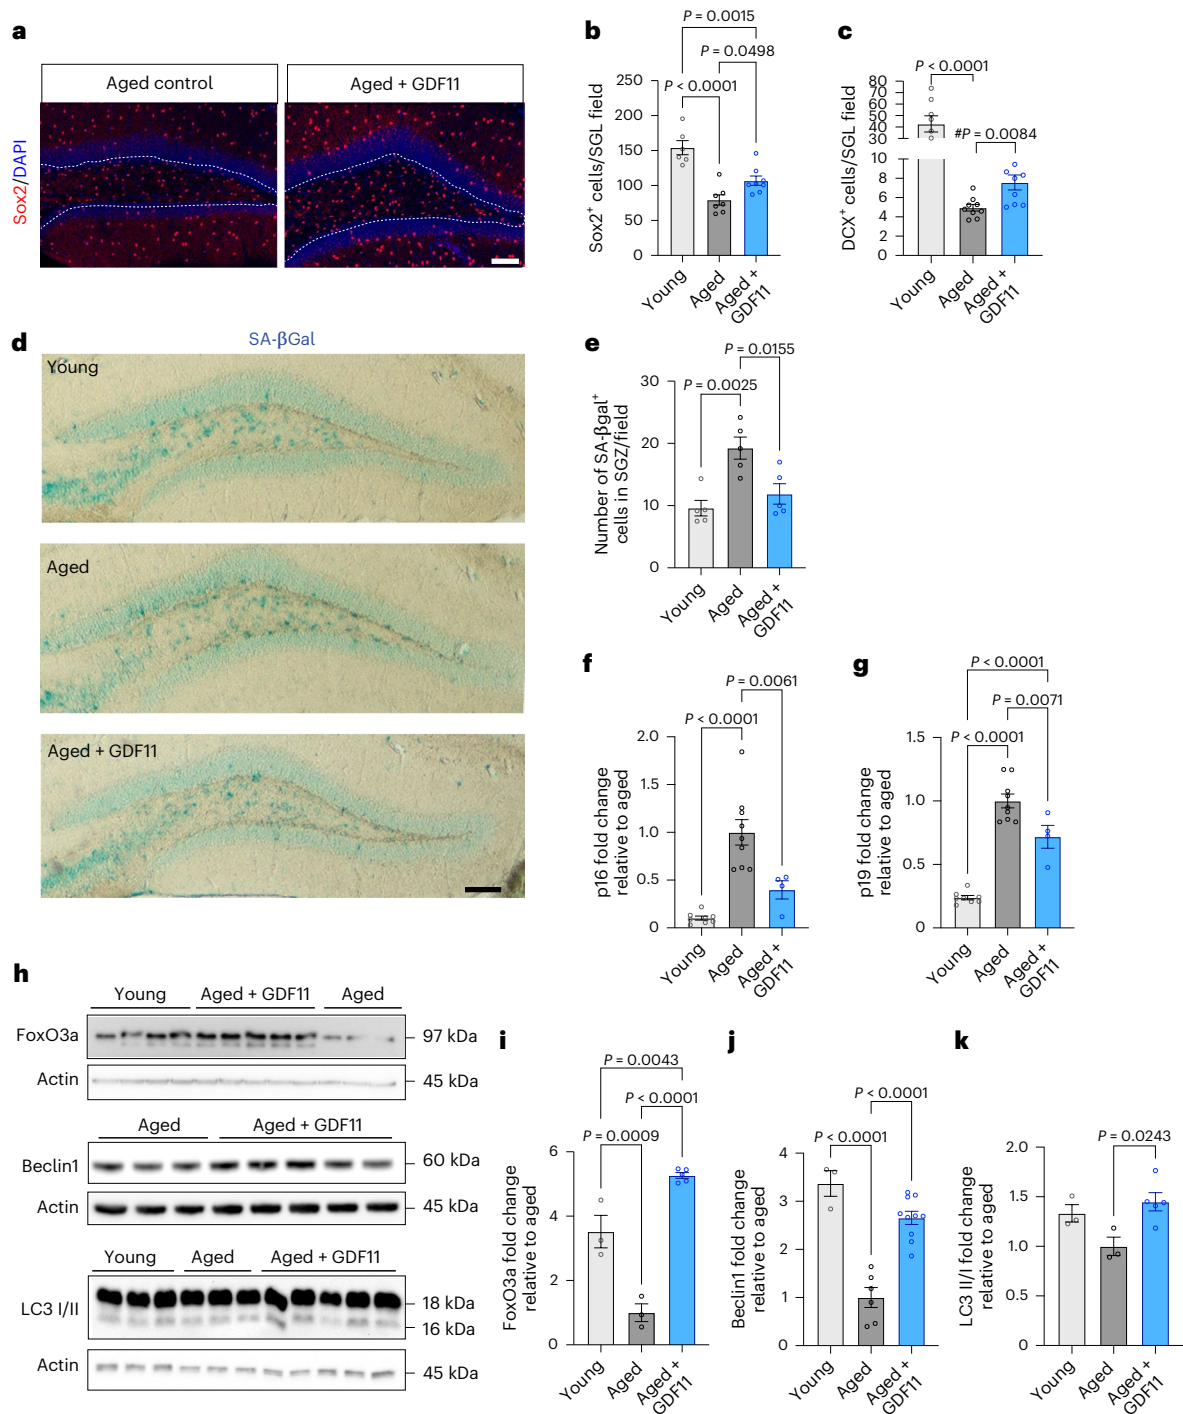 a
Aged control
Aged + GDF11
Sox2/DAPI
b
P = 0.0015
P = 0.0498
P < 0.0001
Sox2⁺ cells/SGL field
250
200
150
100
50
0
Young
Aged
Aged +
GDF11
c
P < 0.0001
#P = 0.0084
DCX⁺ cells/SGL field
80
70
60
50
40
30
10
8
6
4
2
0
Young
Aged
Aged +
GDF11
d
SA-βGal
Young
Aged
Aged + GDF11
e
P = 0.0155
P = 0.0025
Number of SA-βgal⁺
cells in SGZ/field
30
20
10
0
Young
Aged
Aged +
GDF11
f
P = 0.0061
P < 0.0001
p16 fold change
relative to aged
2.0
1.5
1.0
0.5
0
Young
Aged
Aged +
GDF11
g
P < 0.0001
P = 0.0071
P < 0.0001
p19 fold change
relative to aged
1.5
1.0
0.5
0
Young
Aged
Aged +
GDF11
h
Young
Aged + GDF11
Aged
FoxO3a
97 kDa
Actin
45 kDa
Aged
Aged + GDF11
Beclin1
60 kDa
Actin
45 kDa
Young
Aged
Aged + GDF11
LC3 I/II
18 kDa
16 kDa
Actin
45 kDa
i
P = 0.0043
P < 0.0001
P = 0.0009
FoxO3a fold change
relative to aged
6
4
2
0
Young
Aged
Aged +
GDF11
j
P < 0.0001
P < 0.0001
Beclin1 fold change
relative to aged
4
3
2
1
0
Young
Aged
Aged +
GDF11
k
P = 0.0243
LC3 II/I fold change
relative to aged
2.0
1.5
1.0
0.5
0
Young
Aged
Aged +
GDF11